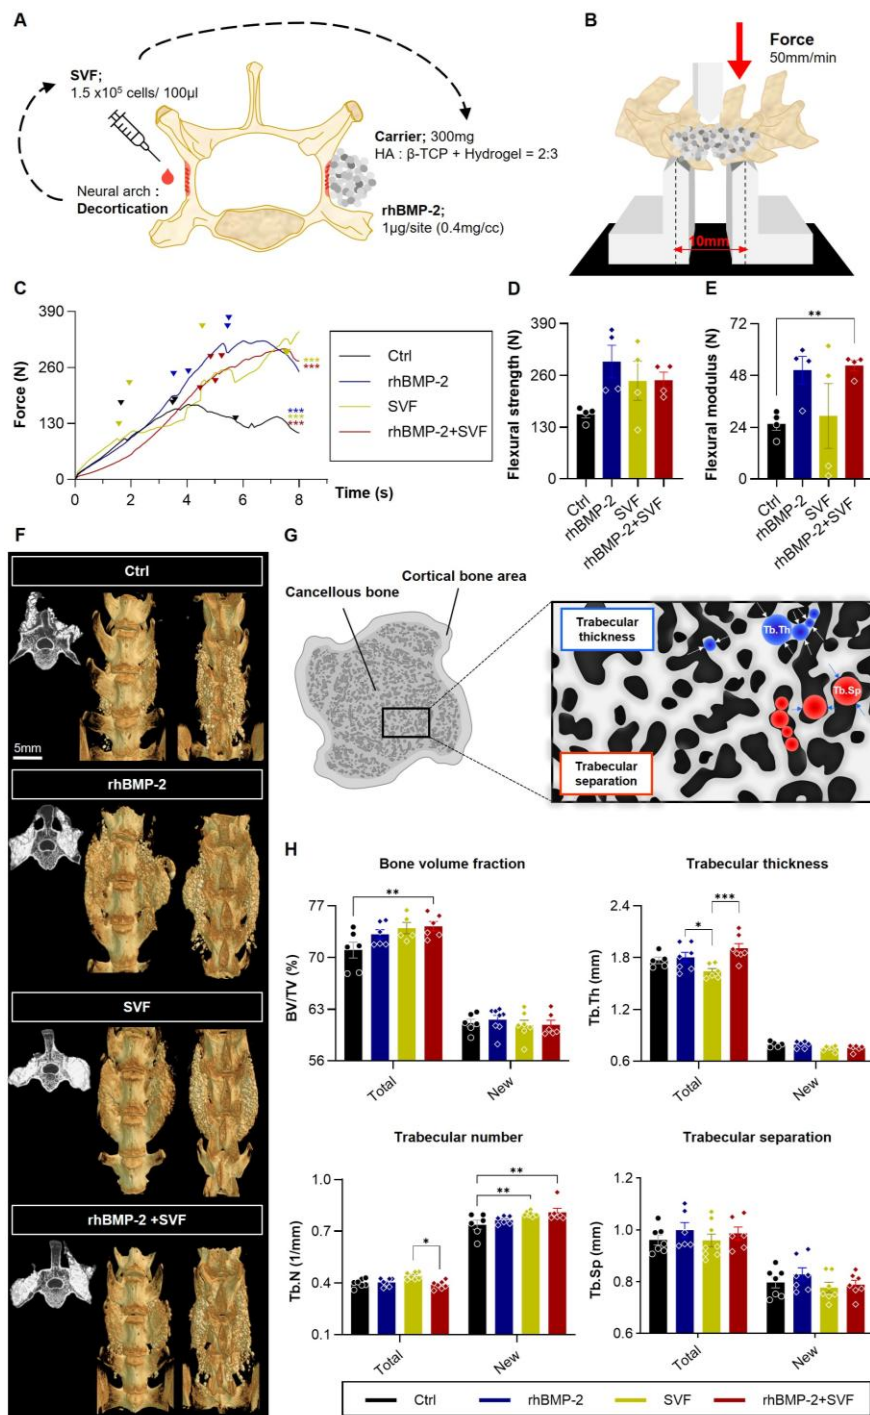 A
SVF;
1.5 x10⁵ cells/ 100µl
Neural arch :
Decortication
Carrier; 300mg
HA : β-TCP + Hydrogel = 2:3
rhBMP-2;
1µg/site (0.4mg/cc)
B
Force
50mm/min
10mm
C
Force (N)
390
260
130
0
0
2
4
6
8
Time (s)
***
***
***
***
***
Ctrl
rhBMP-2
SVF
rhBMP-2+SVF
D
Flexural strength (N)
390
260
130
0
Ctrl
rhBMP-2
SVF
rhBMP-2+SVF
E
Flexural modulus (N)
72
48
24
0
**
Ctrl
rhBMP-2
SVF
rhBMP-2+SVF
F
Ctrl
5mm
rhBMP-2
SVF
rhBMP-2 +SVF
G
Cortical bone area
Cancellous bone
Trabecular
thickness
Tb.Th
Tb.Sp
Trabecular
separation
H
Bone volume fraction
BV/TV (%)
77
70
63
56
**
Total
New
Trabecular thickness
Tb.Th (mm)
2.4
1.8
1.2
0.6
*
***
Total
New
Trabecular number
Tb.N (1/mm)
1.0
0.7
0.4
0.1
*
**
**
Total
New
Trabecular separation
Tb.Sp (mm)
1.2
1.0
0.8
0.6
Total
New
Ctrl
rhBMP-2
SVF
rhBMP-2+SVF